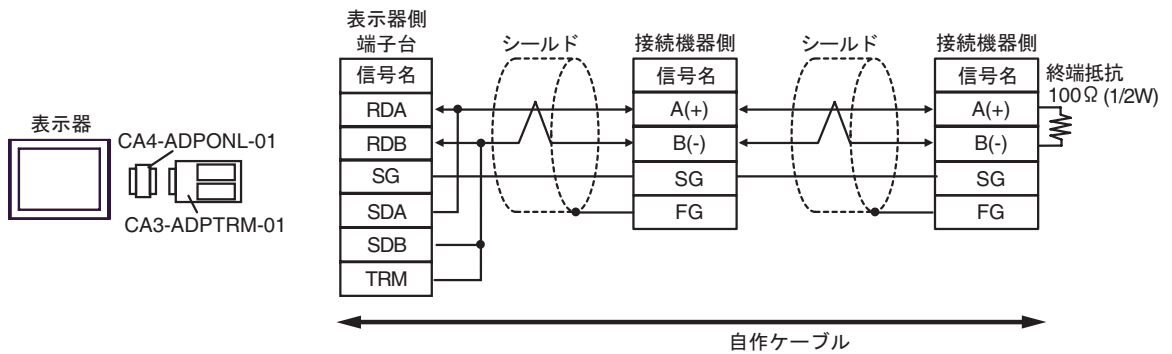 表示器
CA4-ADPONL-01
CA3-ADPTRM-01
表示器側
端子台
信号名
RDA
RDB
SG
SDA
SDB
TRM
シールド
接続機器側
信号名
A(+)
B(-)
SG
FG
シールド
接続機器側
信号名
A(+)
B(-)
SG
FG
終端抵抗
100Ω (1/2W)
自作ケーブル